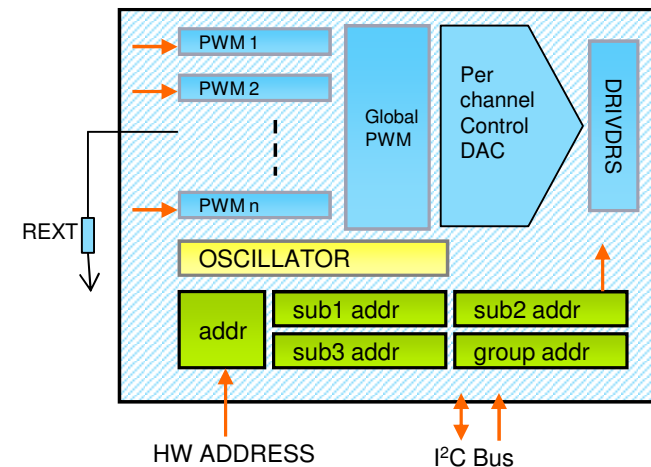 PWM 1
PWM 2
PWM n
Global
PWM
Per
channel
Control
DAC
DRIVDRS
REXT
OSCILLATOR
addr
sub1 addr
sub2 addr
sub3 addr
group addr
HW ADDRESS
I²C Bus